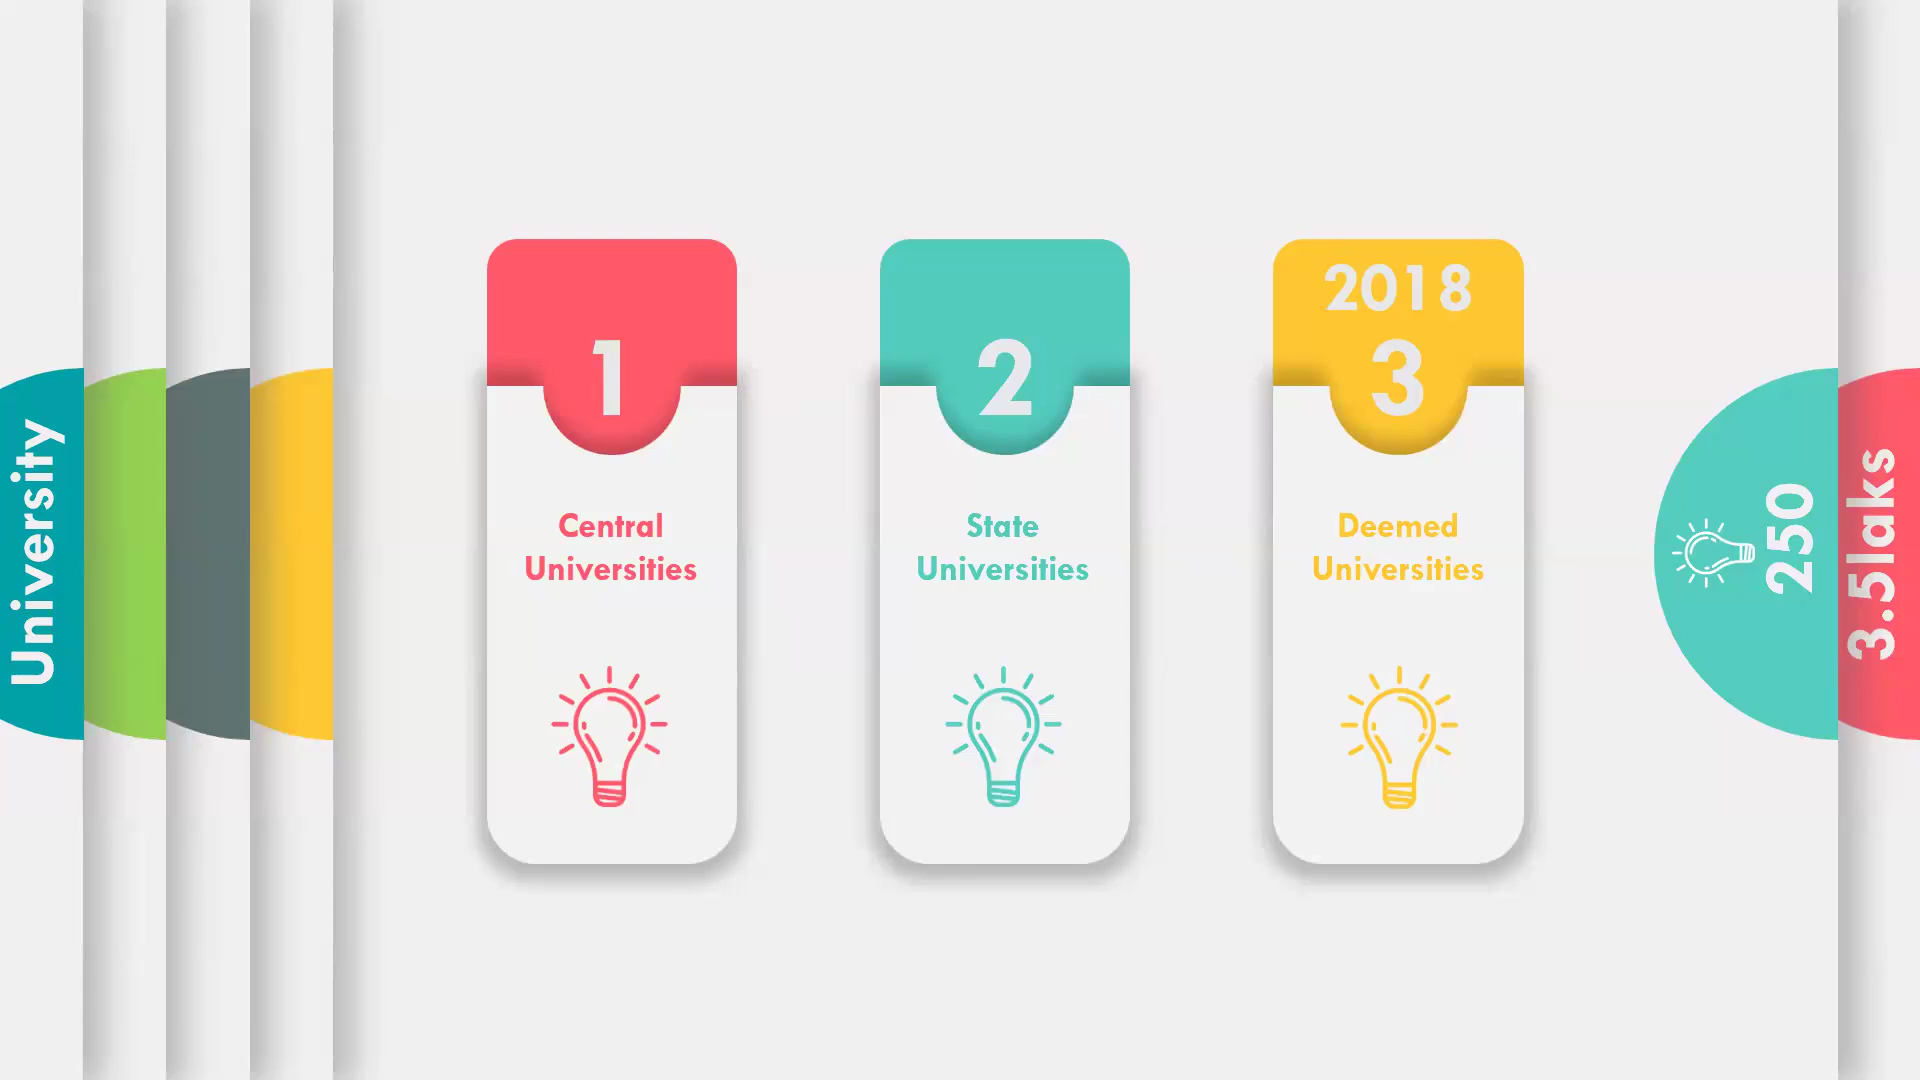 University
1
Central
Universities
2
State
Universities
2018
3
Deemed
Universities
250
3.5laks